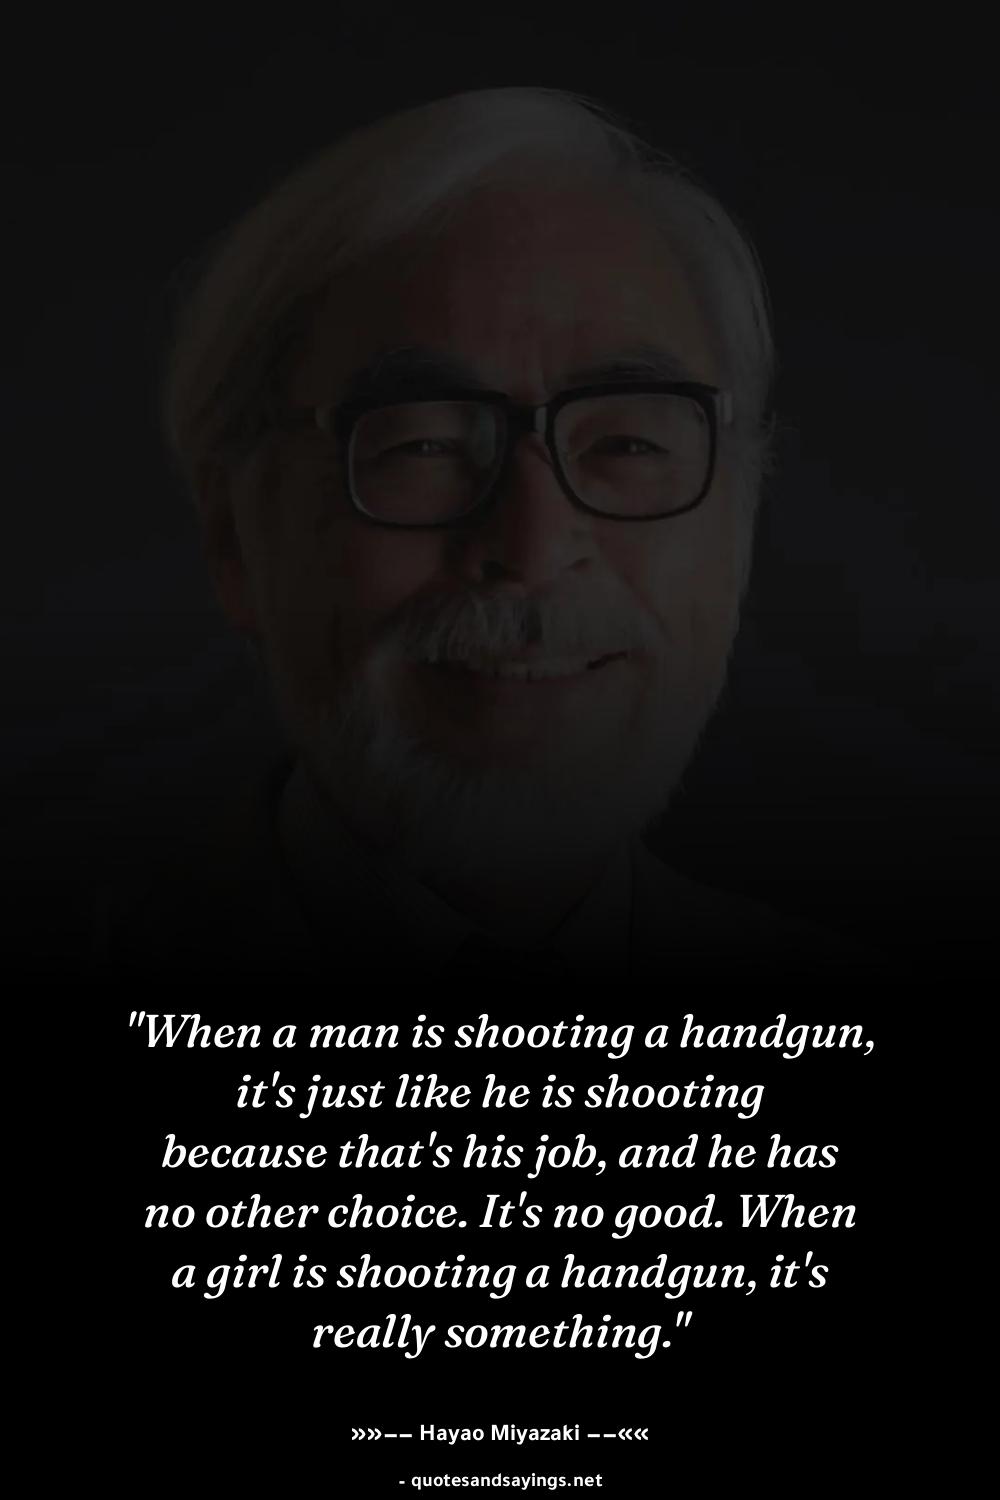 "When a man is shooting a handgun,
it's just like he is shooting
because that's his job, and he has
no other choice. It's no good. When
a girl is shooting a handgun, it's
really something."
»»–– Hayao Miyazaki ––««
- quotesandsayings.net